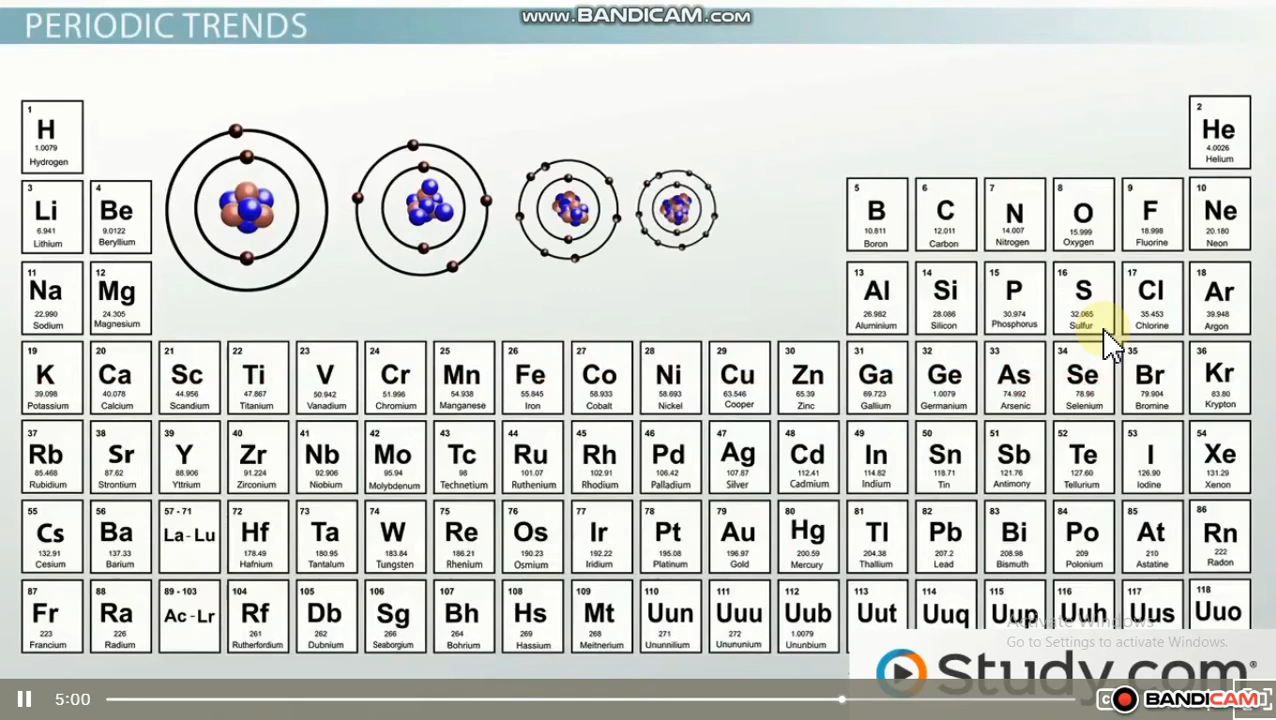 www.BANDICAM.com
PERIODIC TRENDS
1
H
1.0079
Hydrogen
2
He
4.0026
Helium
3
Li
6.941
Lithium
4
Be
9.0122
Beryllium
5
B
10.811
Boron
6
C
12.011
Carbon
7
N
14.007
Nitrogen
8
O
15.999
Oxygen
9
F
18.998
Fluorine
10
Ne
20.180
Neon
11
Na
22.990
Sodium
12
Mg
24.305
Magnesium
13
Al
26.982
Aluminium
14
Si
28.086
Silicon
15
P
30.974
Phosphorus
16
S
32.065
Sulfur
17
Cl
35.453
Chlorine
18
Ar
39.948
Argon
19
K
39.098
Potassium
20
Ca
40.078
Calcium
21
Sc
44.956
Scandium
22
Ti
47.867
Titanium
23
V
50.942
Vanadium
24
Cr
51.996
Chromium
25
Mn
54.938
Manganese
26
Fe
55.845
Iron
27
Co
58.933
Cobalt
28
Ni
58.693
Nickel
29
Cu
63.546
Cooper
30
Zn
65.39
Zinc
31
Ga
69.723
Gallium
32
Ge
1.0079
Germanium
33
As
74.992
Arsenic
34
Se
78.96
Selenium
35
Br
79.904
Bromine
36
Kr
83.80
Krypton
37
Rb
85.468
Rubidium
38
Sr
87.62
Strontium
39
Y
88.906
Yttrium
40
Zr
91.224
Zirconium
41
Nb
92.906
Niobium
42
Mo
95.94
Molybdenum
43
Tc
98
Technetium
44
Ru
101.07
Ruthenium
45
Rh
102.91
Rhodium
46
Pd
106.42
Palladium
47
Ag
107.87
Silver
48
Cd
112.41
Cadmium
49
In
114.82
Indium
50
Sn
118.71
Tin
51
Sb
121.76
Antimony
52
Te
127.60
Tellurium
53
I
126.90
Iodine
54
Xe
131.29
Xenon
55
Cs
132.91
Cesium
56
Ba
137.33
Barium
57 - 71
La - Lu
72
Hf
178.49
Hafnium
73
Ta
180.95
Tantalum
74
W
183.84
Tungsten
75
Re
186.21
Rhenium
76
Os
190.23
Osmium
77
Ir
192.22
Iridium
78
Pt
195.08
Platinum
79
Au
196.97
Gold
80
Hg
200.59
Mercury
81
Tl
204.38
Thallium
82
Pb
207.2
Lead
83
Bi
208.98
Bismuth
84
Po
209
Polonium
85
At
210
Astatine
86
Rn
222
Radon
87
Fr
223
Francium
88
Ra
226
Radium
89 - 103
Ac - Lr
104
Rf
261
Rutherfordium
105
Db
262
Dubnium
106
Sg
266
Seaborgium
107
Bh
264
Bohrium
108
Hs
269
Hassium
109
Mt
268
Meitnerium
110
Uun
271
Ununnilium
111
Uuu
272
Unununium
112
Uub
1.0079
Ununbium
113
Uut
114
Uuq
115
Uup
116
Uuh
117
Uus
118
Uuo
Activate Windows
Go to Settings to activate Windows.
Study.com®
5:00
BANDICAM